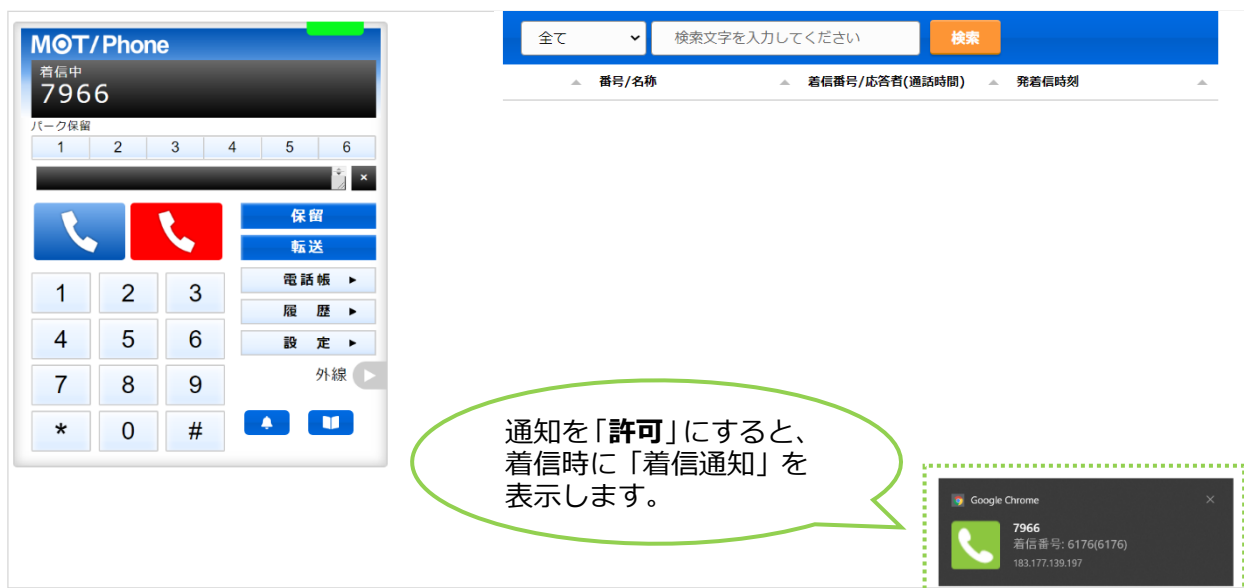 MOT/Phone
着信中
7966
パーク保留
1 2 3 4 5 6
×
保留
転送
電話帳 ▶
履 歴 ▶
設 定 ▶
外線
1 2 3
4 5 6
7 8 9
* 0 #
全て 検索文字を入力してください 検索
番号/名称 着信番号/応答者(通話時間) 発着信時刻
通知を「許可」にすると、
着信時に「着信通知」を
表示します。
Google Chrome ×
7966
着信番号: 6176(6176)
183.177.139.197